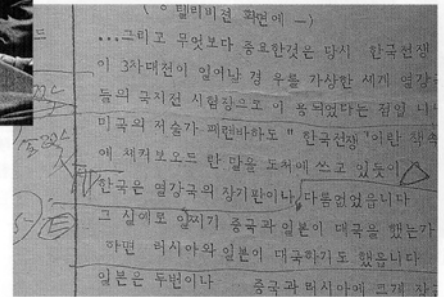 ( ㅇ 텔리비젼 화면에 — )
...그리고 무엇보다 중요한것은 당시 한국전쟁
이 3차대전이 일어날 경우를 가상한 세계 열강
들의 국지전 시험장으로 이용되었다는 점입니
미국의 저술가 페렌바하도 "한국전쟁"이란 책속
에 체커보오드 란 말을 도처에 쓰고 있듯이
한국은 열강국의 장기판이나 다름없었읍니다
그 실예로 일찌기 중국과 일본이 대국을 했는가
하면 러시아와 일본이 대국하기도 했읍니다
일본은 두번이나 중국과 러시아에 크게